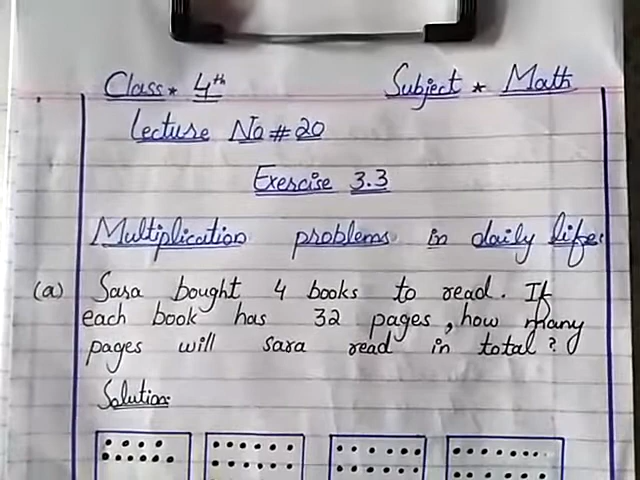 Class * 4th Subject * Math
Lecture No # 20
Exercise 3.3
Multiplication problems in daily life:
(a) Sara bought 4 books to read. If
each book has 32 pages, how many
pages will sara read in total?
Solution: